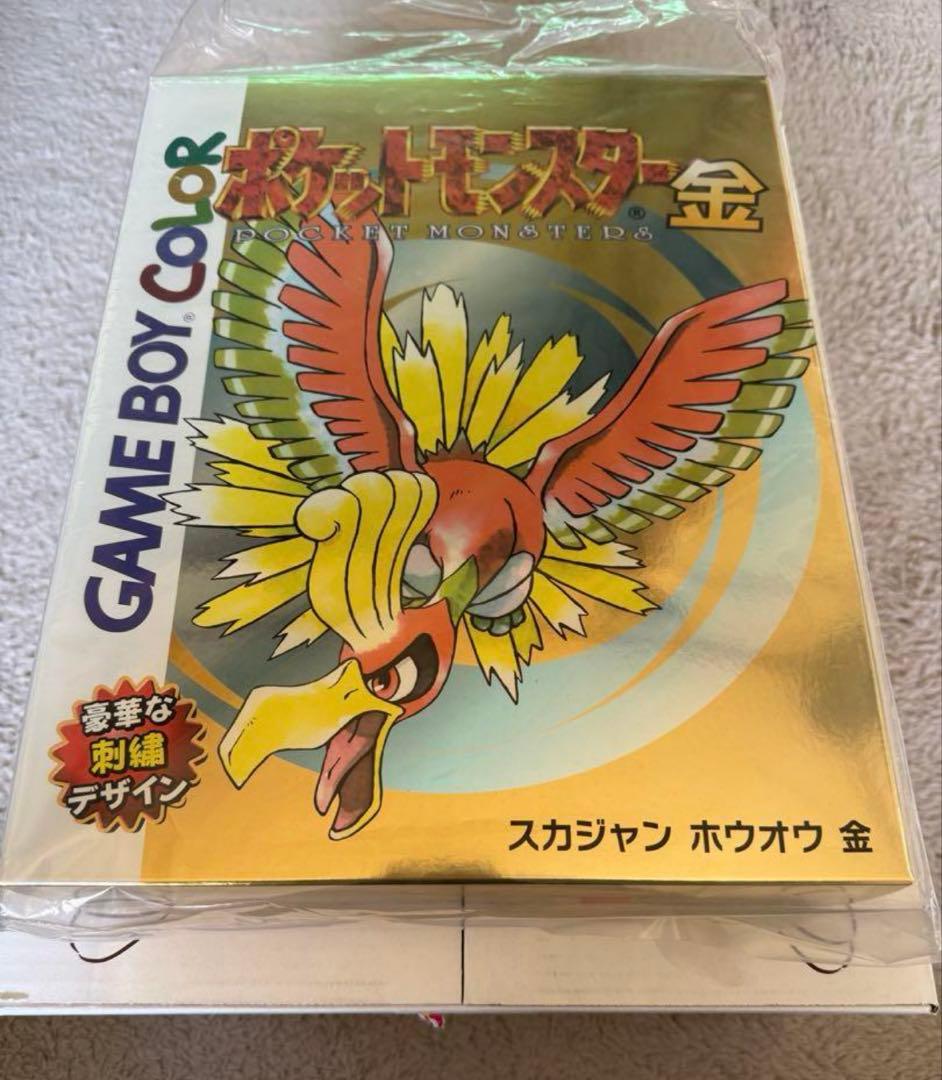 GAME BOY COLOR
ポケットモンスター 金
POCKET MONSTERS
豪華な
刺繍
デザイン
スカジャン ホウオウ 金